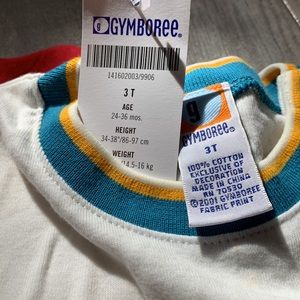 g GYMBOREE®
141602003/9906
3T
AGE
24-36 mos.
HEIGHT
34-38"/86-97 cm
WEIGHT
14.5-16 kg
g
GYMBOREE®
3T
100% COTTON
EXCLUSIVE OF
DECORATION
MADE IN CHINA
RN 70530
©2001 GYMBOREE
FABRIC PRINT